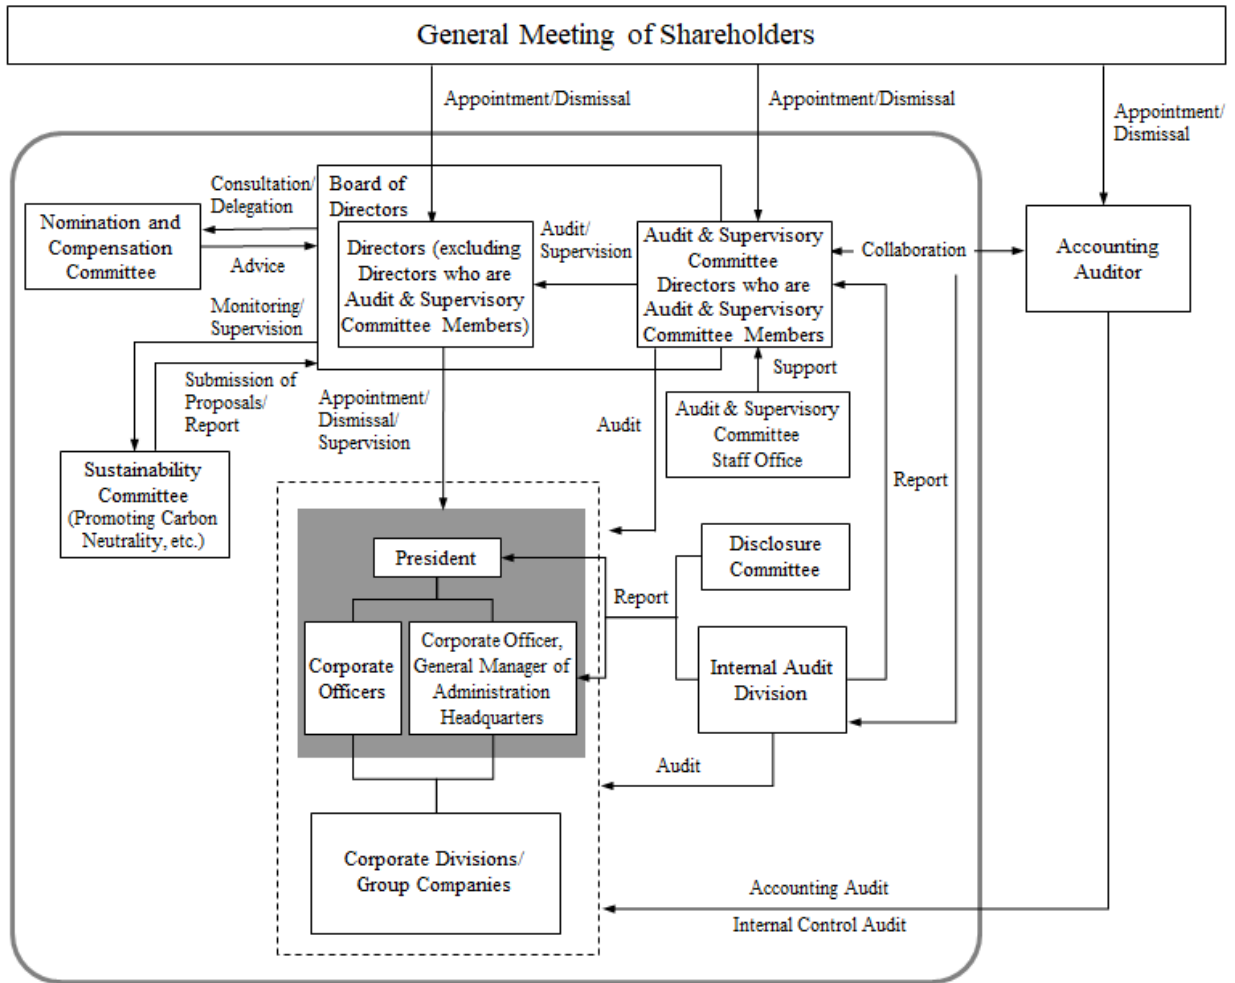 General Meeting of Shareholders
Appointment/Dismissal
Appointment/Dismissal
Appointment/
Dismissal
Consultation/
Delegation
Board of
Directors
Nomination and
Compensation
Committee
Advice
Directors (excluding
Directors who are
Audit & Supervisory
Committee Members)
Audit/
Supervision
Audit & Supervisory
Committee
Directors who are
Audit & Supervisory
Committee Members
Collaboration
Accounting
Auditor
Monitoring/
Supervision
Submission of
Proposals/
Report
Appointment/
Dismissal/
Supervision
Audit
Support
Audit & Supervisory
Committee
Staff Office
Report
Sustainability
Committee
(Promoting Carbon
Neutrality, etc.)
President
Disclosure
Committee
Report
Corporate
Officers
Corporate Officer,
General Manager of
Administration
Headquarters
Internal Audit
Division
Audit
Corporate Divisions/
Group Companies
Accounting Audit
Internal Control Audit